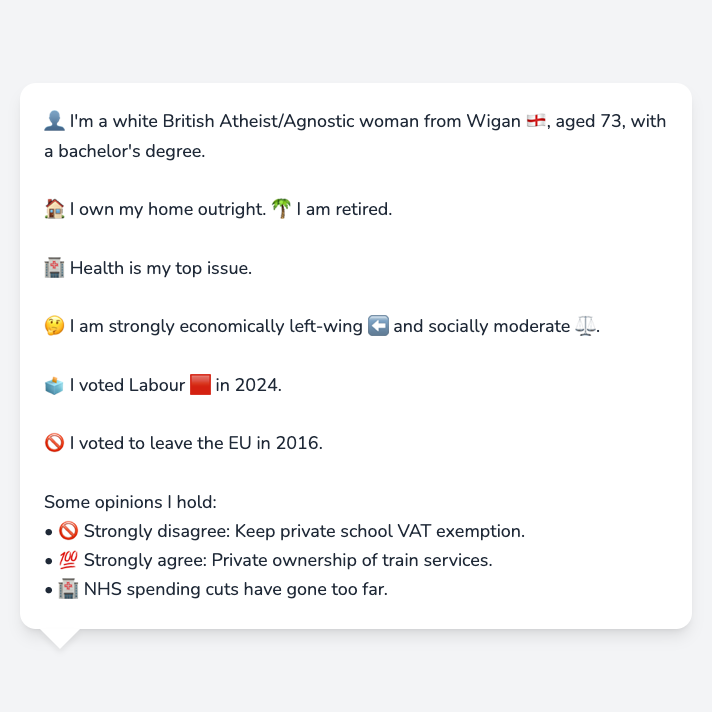 👤 I'm a white British Atheist/Agnostic woman from Wigan 🏴󠁧󠁢󠁥󠁮󠁧󠁿, aged 73, with
a bachelor's degree.
🏠 I own my home outright. 🌴 I am retired.
🏥 Health is my top issue.
🤔 I am strongly economically left-wing ⬅️ and socially moderate ⚖️.
🗳️ I voted Labour 🟥 in 2024.
🚫 I voted to leave the EU in 2016.
Some opinions I hold:
• 🚫 Strongly disagree: Keep private school VAT exemption.
• 💯 Strongly agree: Private ownership of train services.
• 🏥 NHS spending cuts have gone too far.